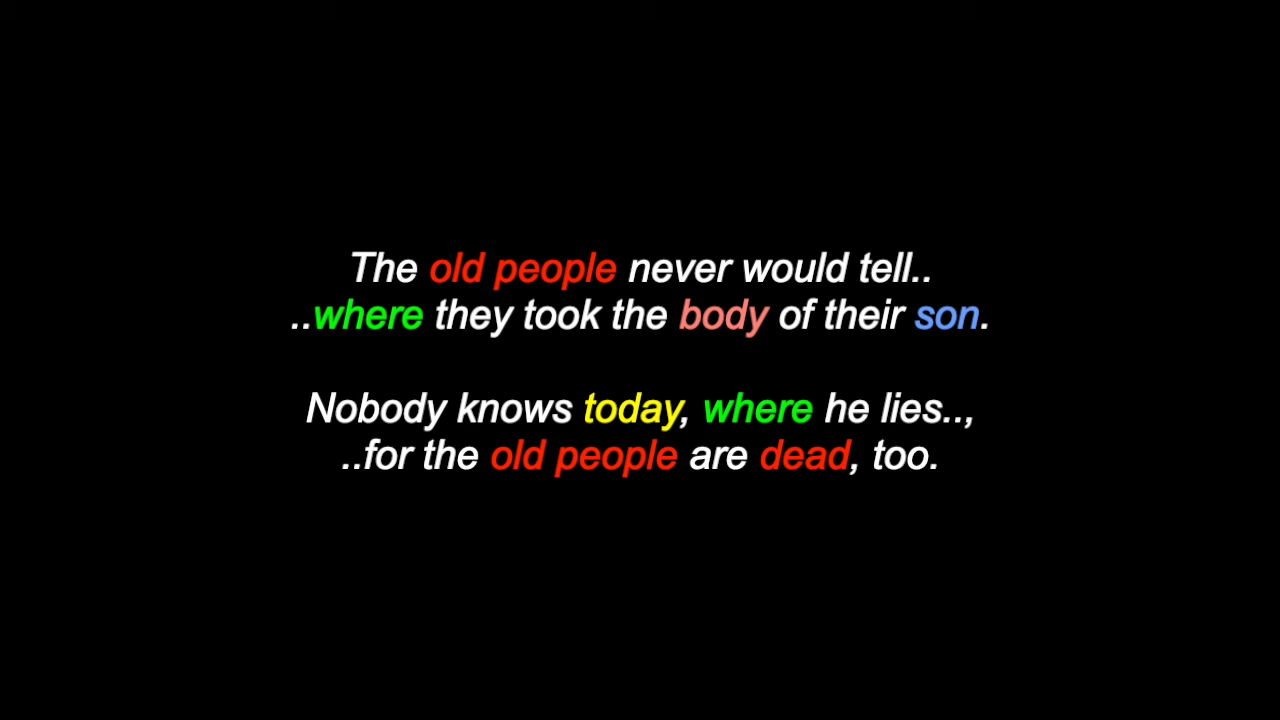 The old people never would tell..
..where they took the body of their son.
Nobody knows today, where he lies..,
..for the old people are dead, too.